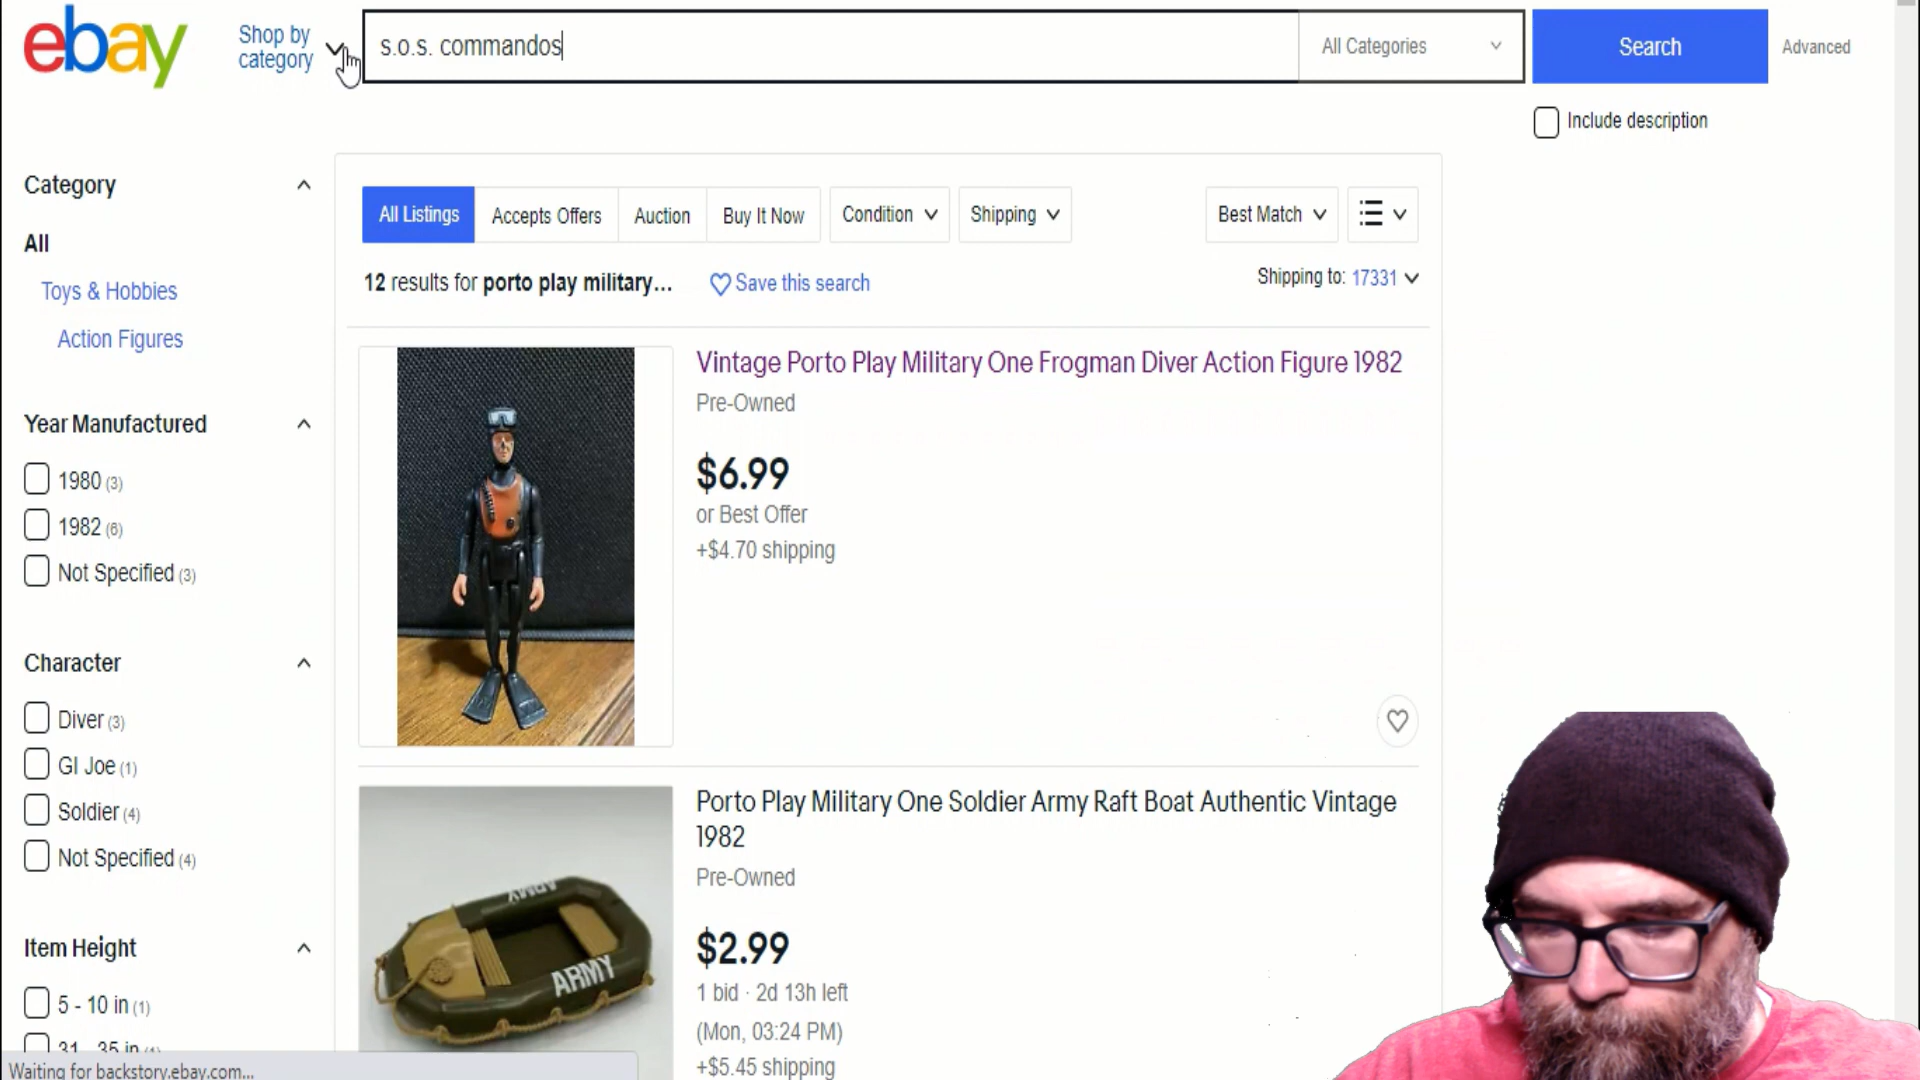 ebay
Shop by
category
s.o.s. commandos
All Categories
Search
Advanced
Include description
Category
All
Toys & Hobbies
Action Figures
Year Manufactured
1980 (3)
1982 (6)
Not Specified (3)
Character
Diver (3)
GI Joe (1)
Soldier (4)
Not Specified (4)
Item Height
5 - 10 in (1)
31 - 35 in (1)
All Listings
Accepts Offers
Auction
Buy It Now
Condition
Shipping
Best Match
12 results for porto play military...
Save this search
Shipping to: 17331
Vintage Porto Play Military One Frogman Diver Action Figure 1982
Pre-Owned
$6.99
or Best Offer
+$4.70 shipping
ARMY
ARMY
Porto Play Military One Soldier Army Raft Boat Authentic Vintage
1982
Pre-Owned
$2.99
1 bid · 2d 13h left
(Mon, 03:24 PM)
+$5.45 shipping
Waiting for backstory.ebay.com...